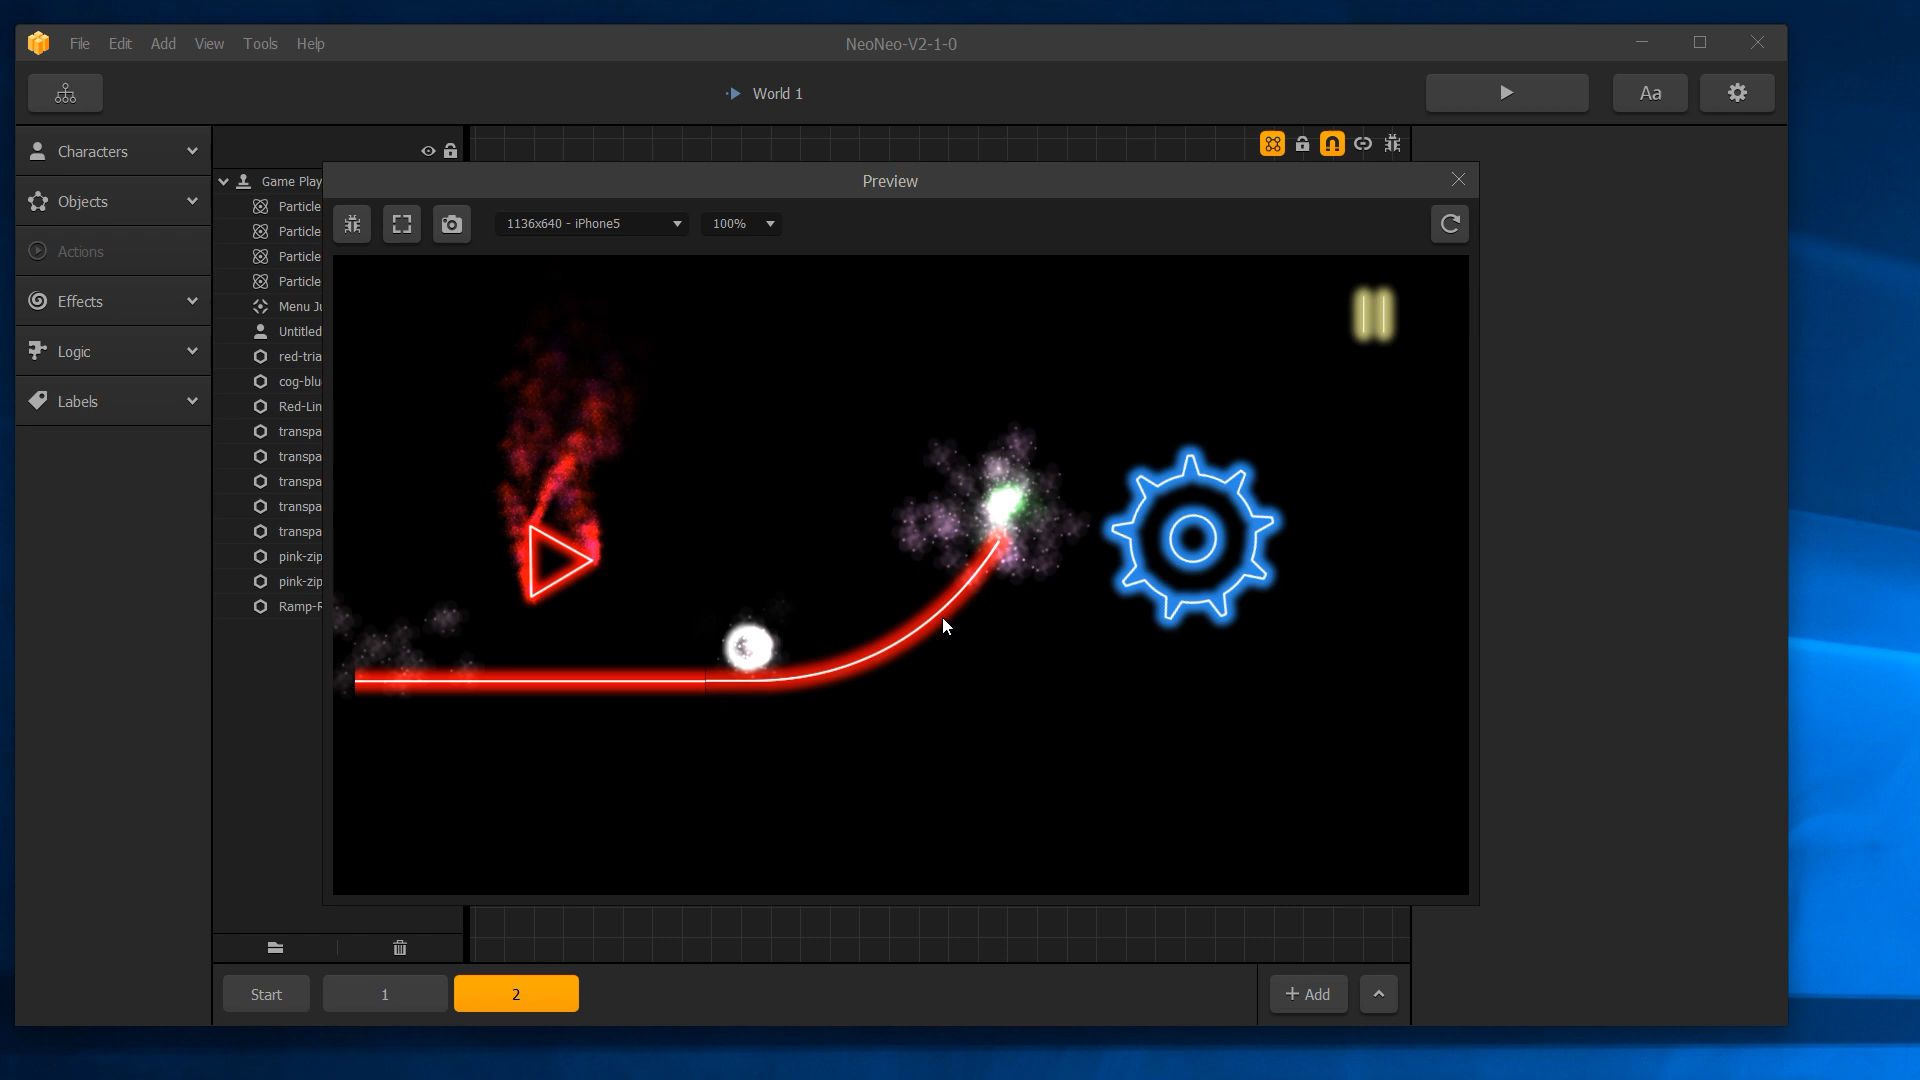 File Edit Add View Tools Help NeoNeo-V2-1-0
World 1 Aa
Characters
Objects
Actions
Effects
Logic
Labels
Game Play
Particle
Particle
Particle
Particle
Menu Ju
Untitled
red-tria
cog-blu
Red-Lin
transpa
transpa
transpa
transpa
transpa
pink-zip
pink-zip
Ramp-R
Preview
1136x640 - iPhone5 100%
Start 1 2 + Add